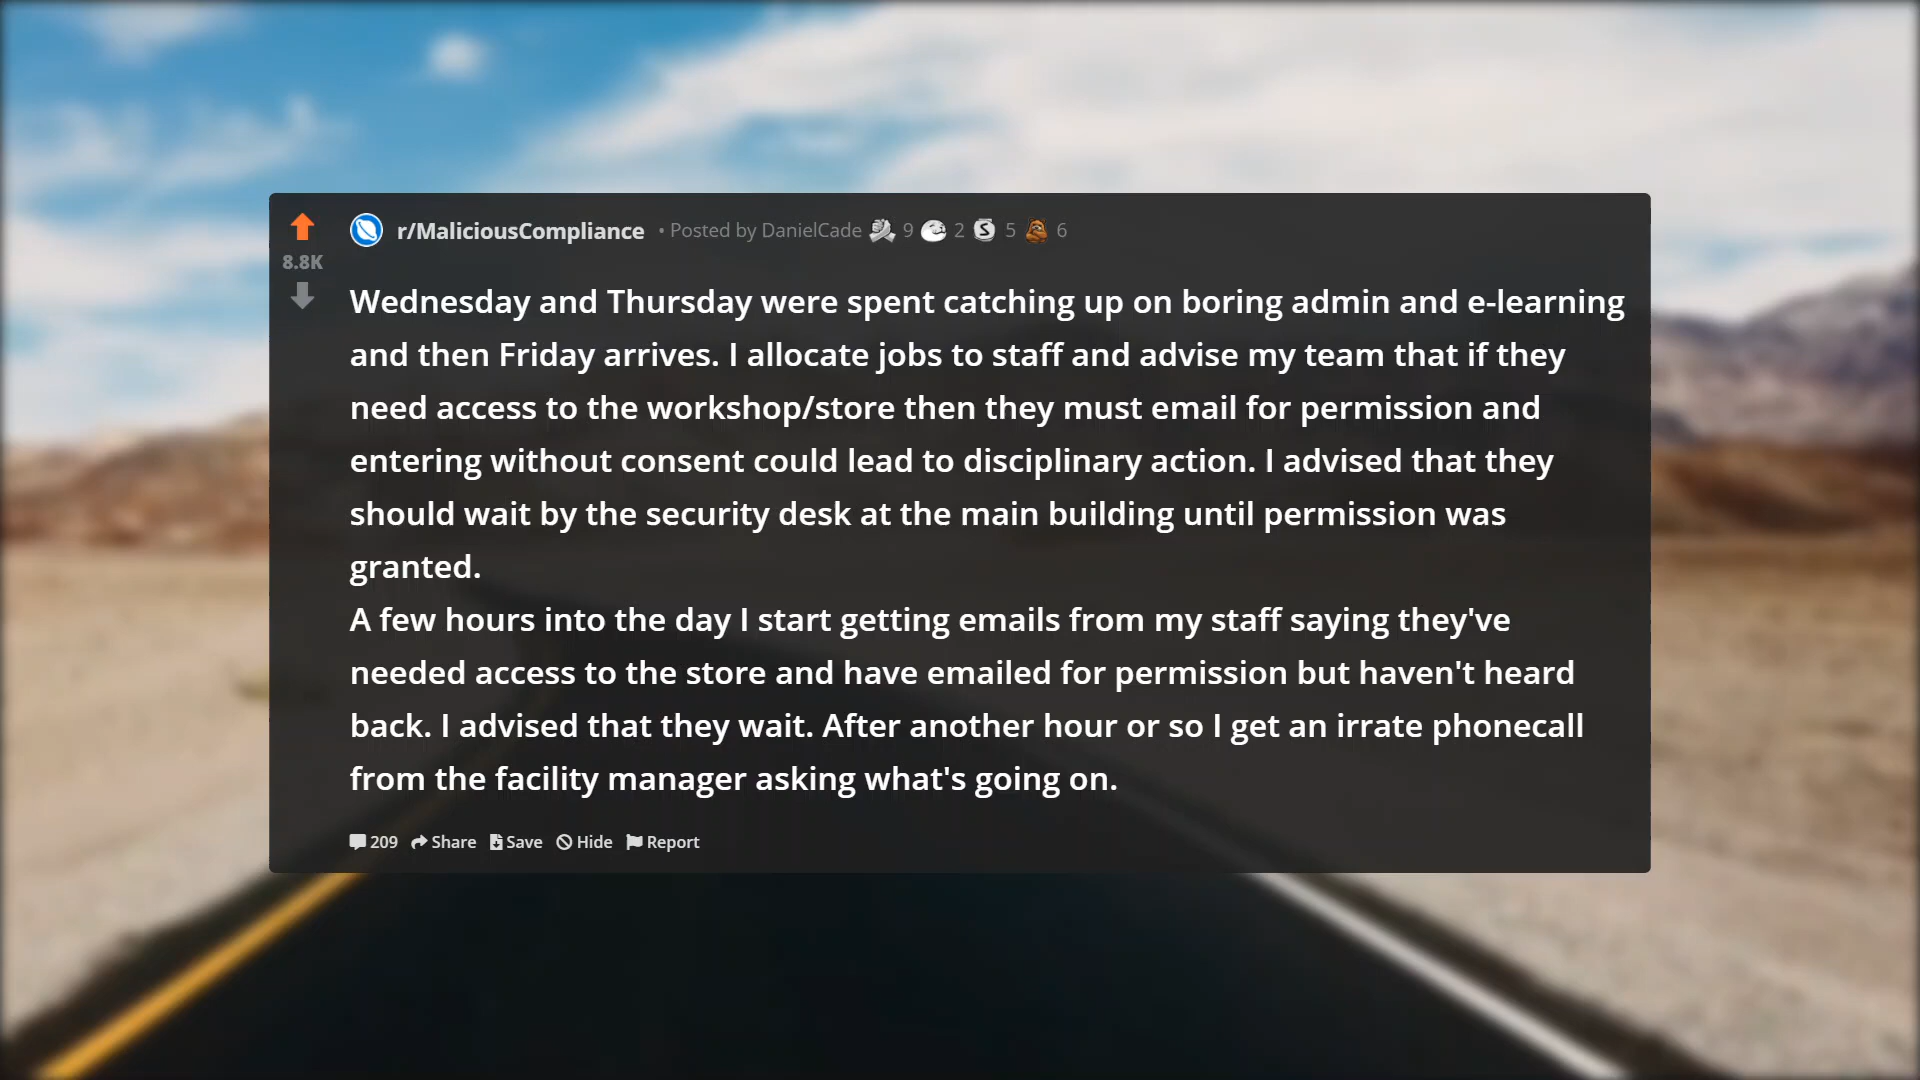 r/MaliciousCompliance • Posted by DanielCade 9 2 5 6
8.8K
Wednesday and Thursday were spent catching up on boring admin and e-learning
and then Friday arrives. I allocate jobs to staff and advise my team that if they
need access to the workshop/store then they must email for permission and
entering without consent could lead to disciplinary action. I advised that they
should wait by the security desk at the main building until permission was
granted.
A few hours into the day I start getting emails from my staff saying they've
needed access to the store and have emailed for permission but haven't heard
back. I advised that they wait. After another hour or so I get an irrate phonecall
from the facility manager asking what's going on.
209 Share Save Hide Report